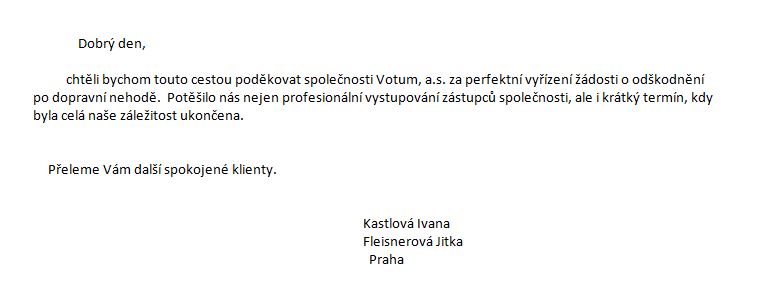 Dobrý den,
chtěli bychom touto cestou poděkovat společnosti Votum, a.s. za perfektní vyřízení žádosti o odškodnění
po dopravní nehodě. Potěšilo nás nejen profesionální vystupování zástupců společnosti, ale i krátký termín, kdy
byla celá naše záležitost ukončena.
Přeleme Vám další spokojené klienty.
Kastlová Ivana
Fleisnerová Jitka
Praha